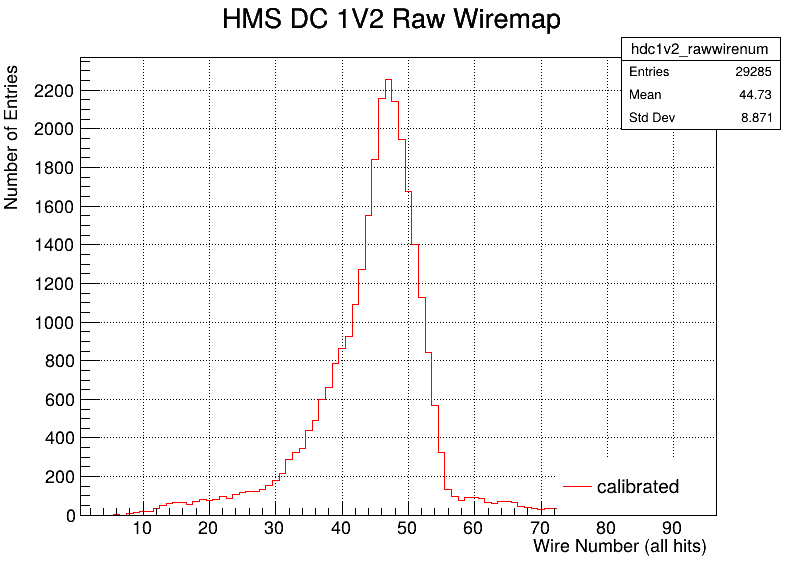 HMS DC 1V2 Raw Wiremap
hdc1v2_rawwirenum
Entries 29285
Mean 44.73
Std Dev 8.871
Number of Entries
2200
2000
1800
1600
1400
1200
1000
800
600
400
200
0
calibrated
10 20 30 40 50 60 70 80 90
Wire Number (all hits)